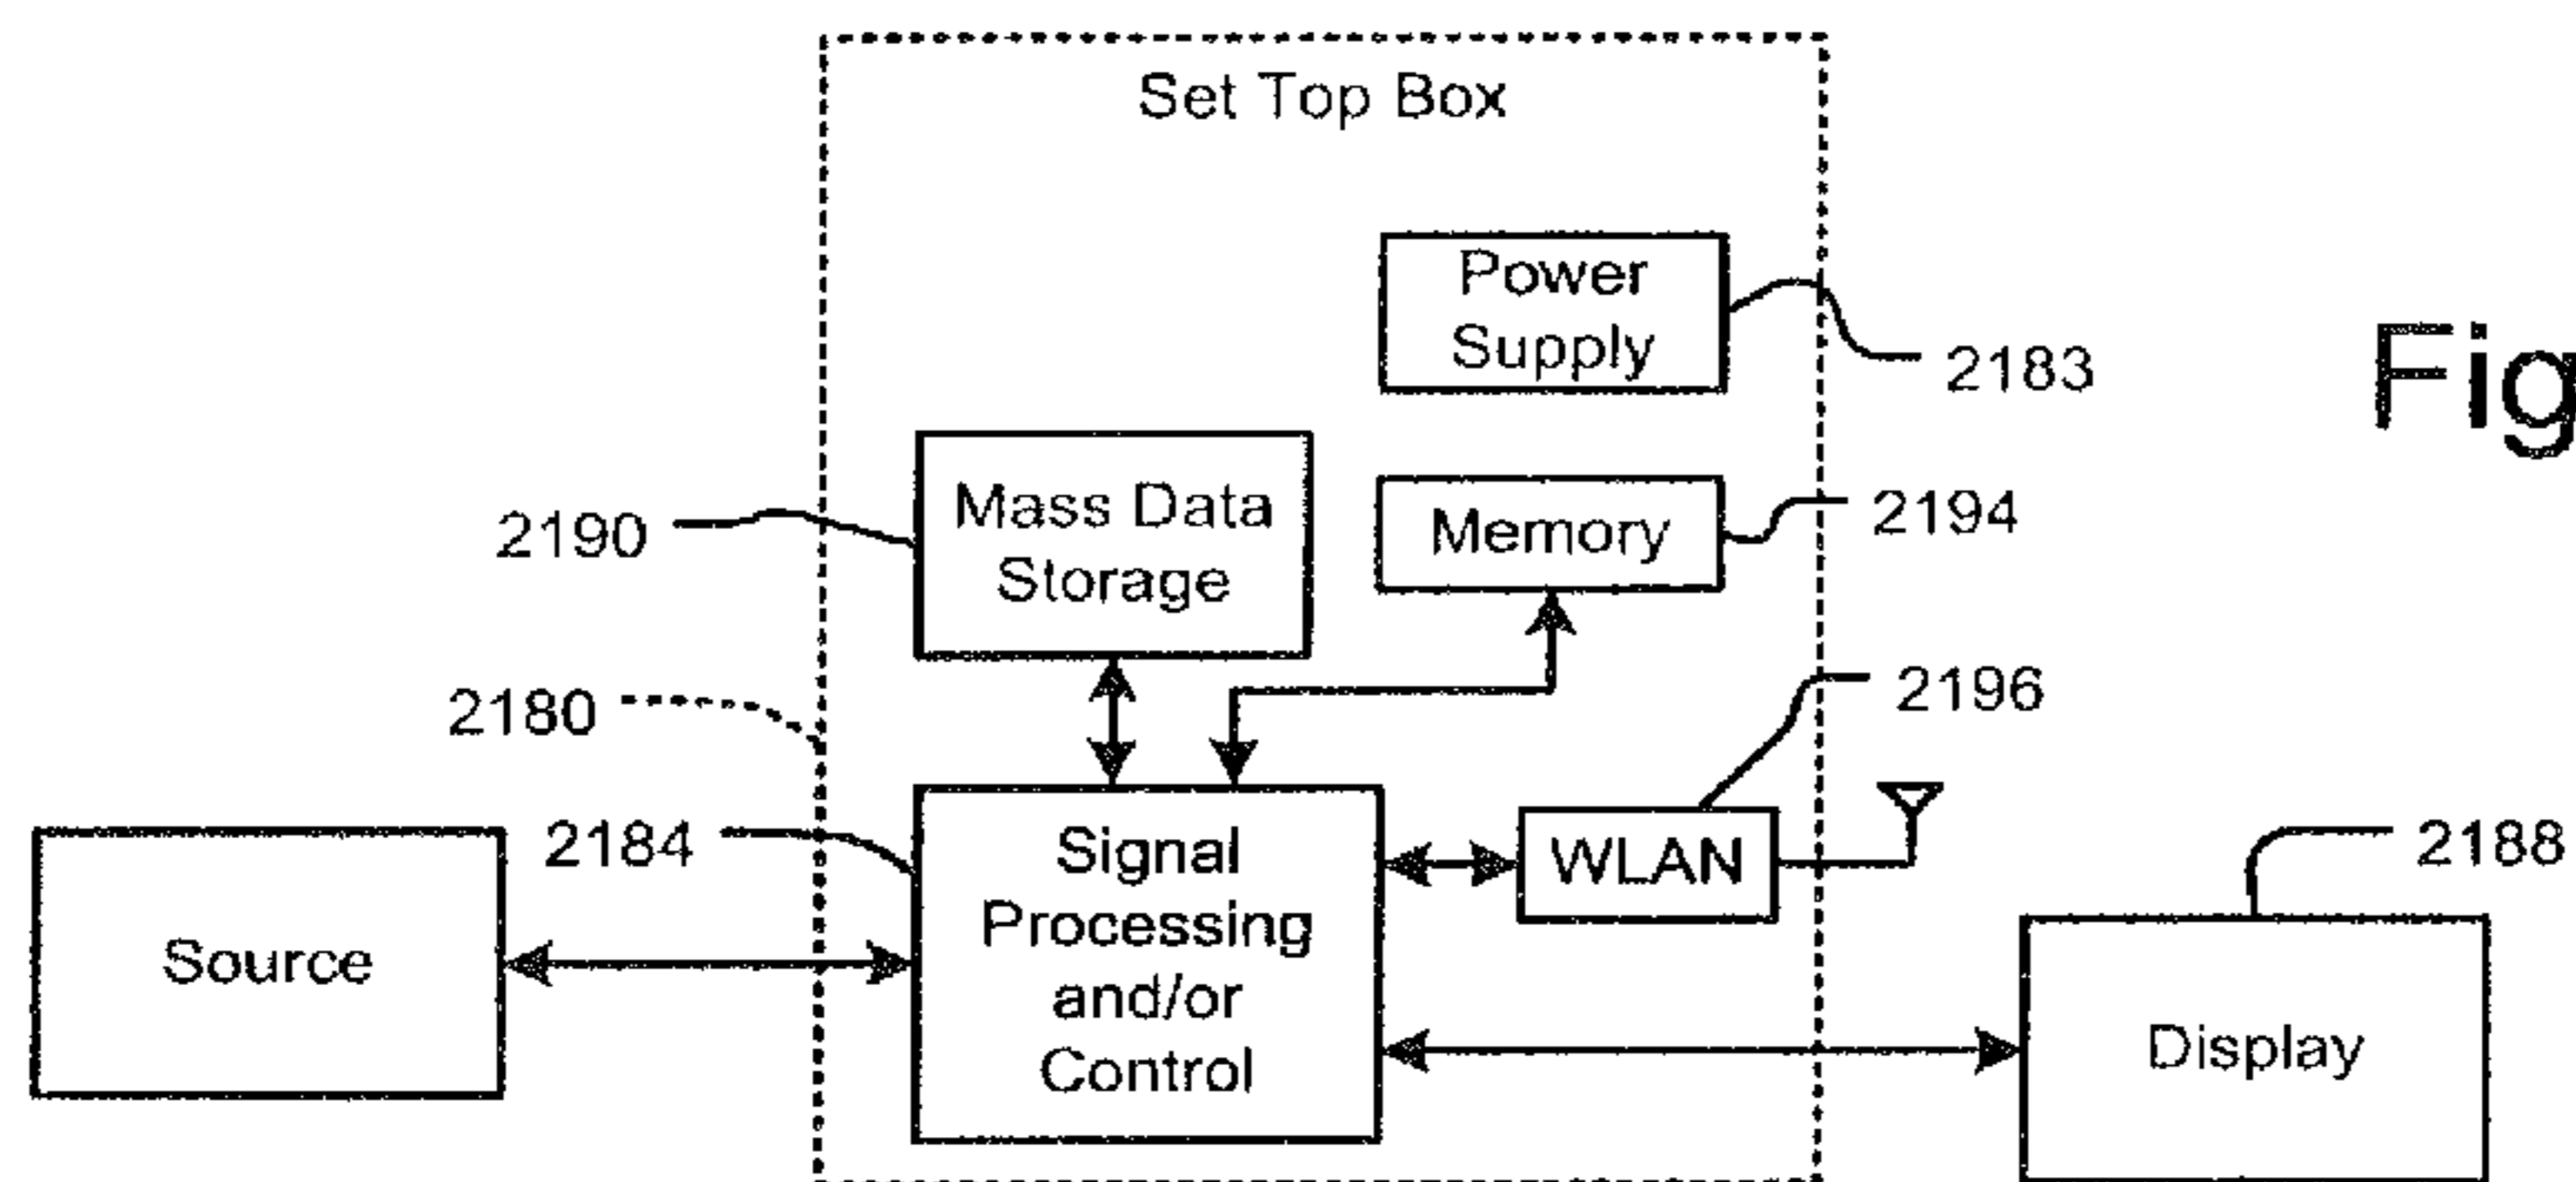 Set Top Box
Power
Supply
2183
Fig
Mass Data
Storage
2190
Memory
2194
2180
2196
2184
Signal
Processing
and/or
Control
WLAN
2188
Source
Display